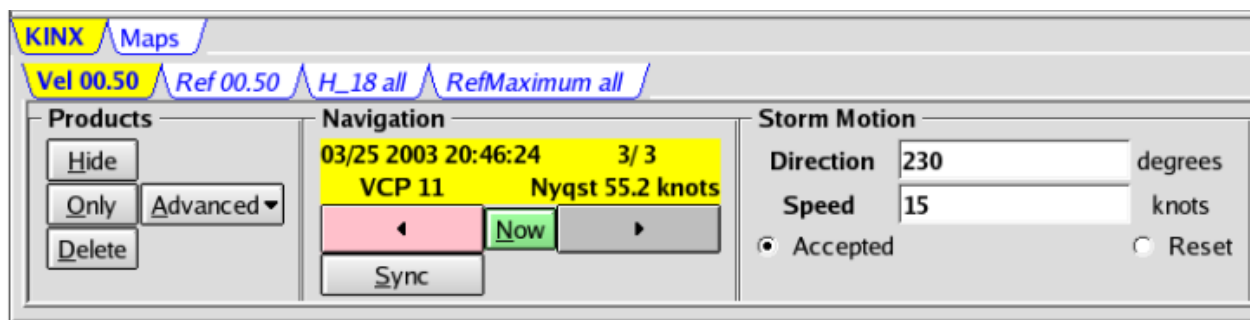 KINX Maps
Vel 00.50 Ref 00.50 H_18 all RefMaximum all
Products Navigation Storm Motion
Hide 03/25 2003 20:46:24 3/ 3 Direction 230 degrees
VCP 11 Nyqst 55.2 knots
Only Advanced Now Speed 15 knots
Delete Sync Accepted Reset